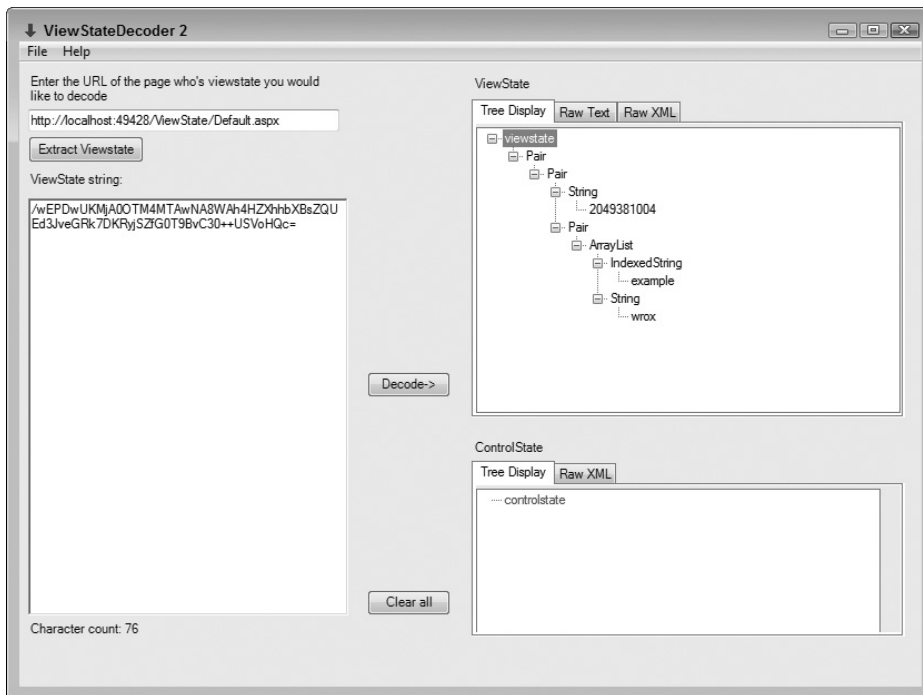 ViewStateDecoder 2
File Help
Enter the URL of the page who's viewstate you would
like to decode
http://localhost:49428/ViewState/Default.aspx
Extract Viewstate
ViewState string:
/wEPDwUKMjA0OTM4MTAwNA8WAh4HZXhhbXBsZQU
Ed3JveGRk7DKRyjSZfG0T9BvC30++USVoHQc=
Character count: 76
Decode->
Clear all
ViewState
Tree Display Raw Text Raw XML
viewstate
Pair
Pair
String
2049381004
Pair
ArrayList
IndexedString
example
String
wrox
ControlState
Tree Display Raw XML
controlstate